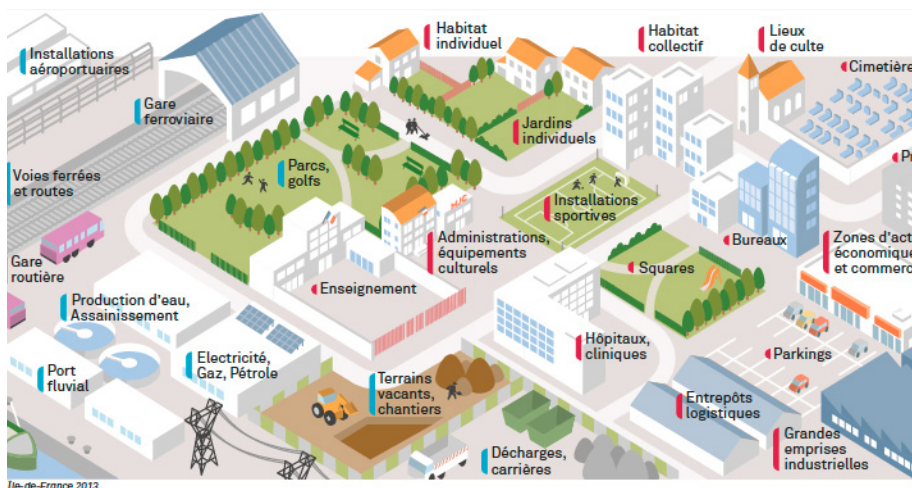 Installations
aéroportuaires
Habitat
individuel
Habitat
collectif
Lieux
de culte
Cimetière
Gare
ferroviaire
Jardins
individuels
Voies ferrées
et routes
Parcs,
golfs
Installations
sportives
MJC
Gare
routière
Administrations,
équipements
culturels
Bureaux
Zones d'act
économique
et commerc
Squares
Enseignement
Production d'eau,
Assainissement
Hôpitaux,
cliniques
Parkings
Port
fluvial
Electricité,
Gaz, Pétrole
Terrains
vacants,
chantiers
Entrepôts
logistiques
Décharges,
carrières
Grandes
emprises
industrielles
Île-de-France 2013